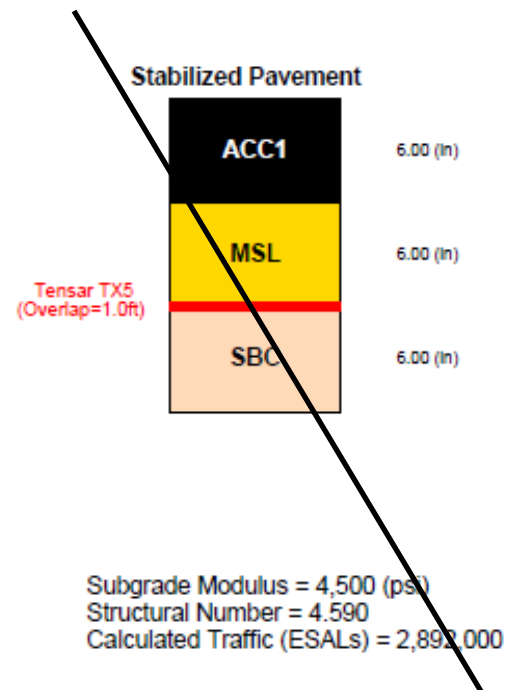 Stabilized Pavement
ACC1
6.00 (In)
MSL
6.00 (In)
Tensar TX5
(Overlap=1.0ft)
SBC
6.00 (In)
Subgrade Modulus = 4,500 (psi)
Structural Number = 4.590
Calculated Traffic (ESALs) = 2,892,000